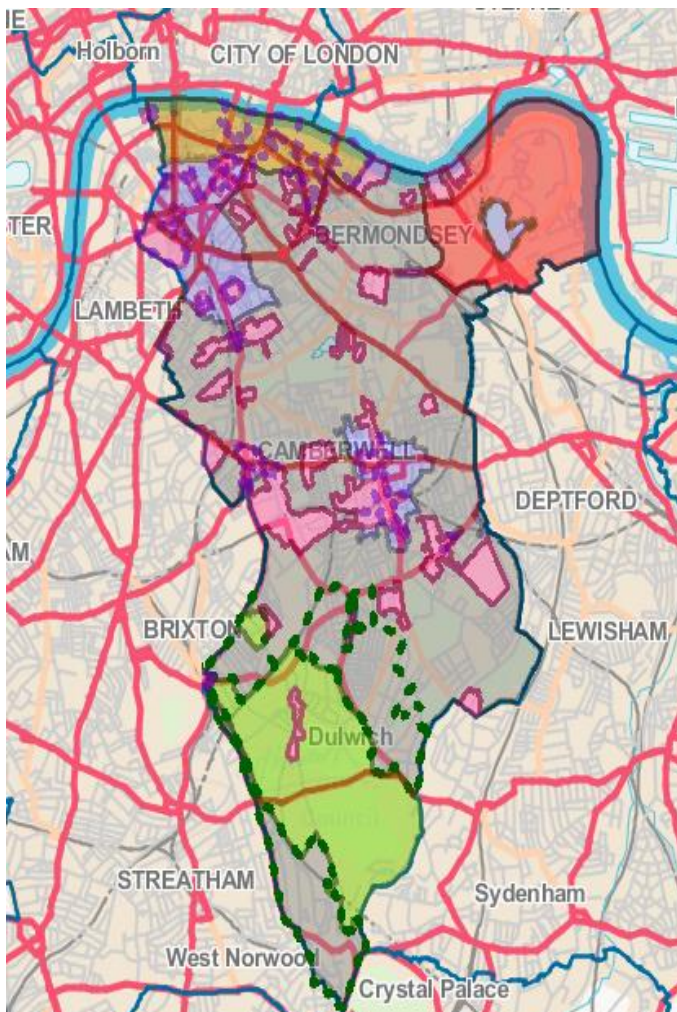 Holborn
CITY OF LONDON
BERMONDSEY
LAMBETH
CAMBERWELL
DEPTFORD
BRIXTON
LEWISHAM
Dulwich
STREATHAM
Sydenham
West Norwood
Crystal Palace